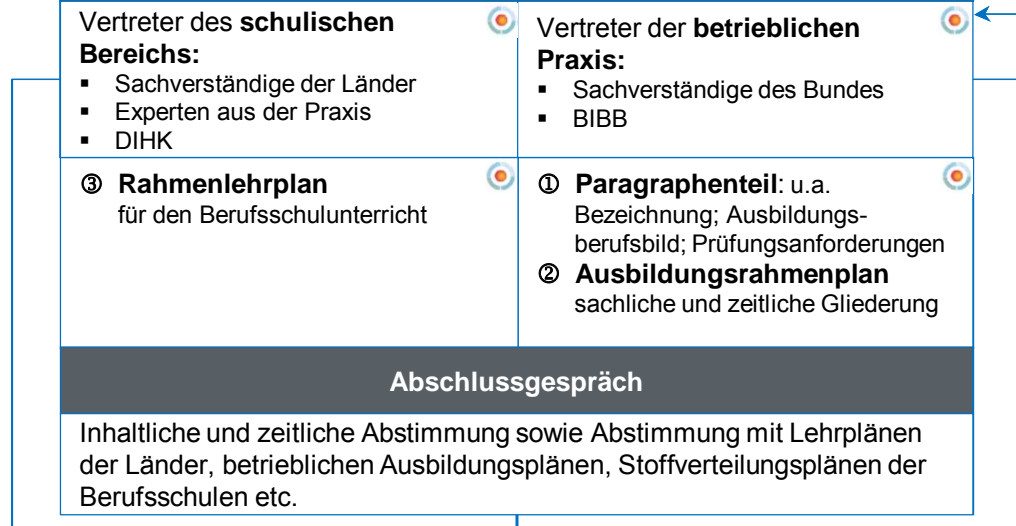 Vertreter des schulischen
Bereichs:
▪ Sachverständige der Länder
▪ Experten aus der Praxis
▪ DIHK
Vertreter der betrieblichen
Praxis:
▪ Sachverständige des Bundes
▪ BIBB
③ Rahmenlehrplan
für den Berufsschulunterricht
① Paragraphenteil: u.a.
Bezeichnung; Ausbildungs-
berufsbild; Prüfungsanforderungen
② Ausbildungsrahmenplan
sachliche und zeitliche Gliederung
Abschlussgespräch
Inhaltliche und zeitliche Abstimmung sowie Abstimmung mit Lehrplänen
der Länder, betrieblichen Ausbildungsplänen, Stoffverteilungsplänen der
Berufsschulen etc.